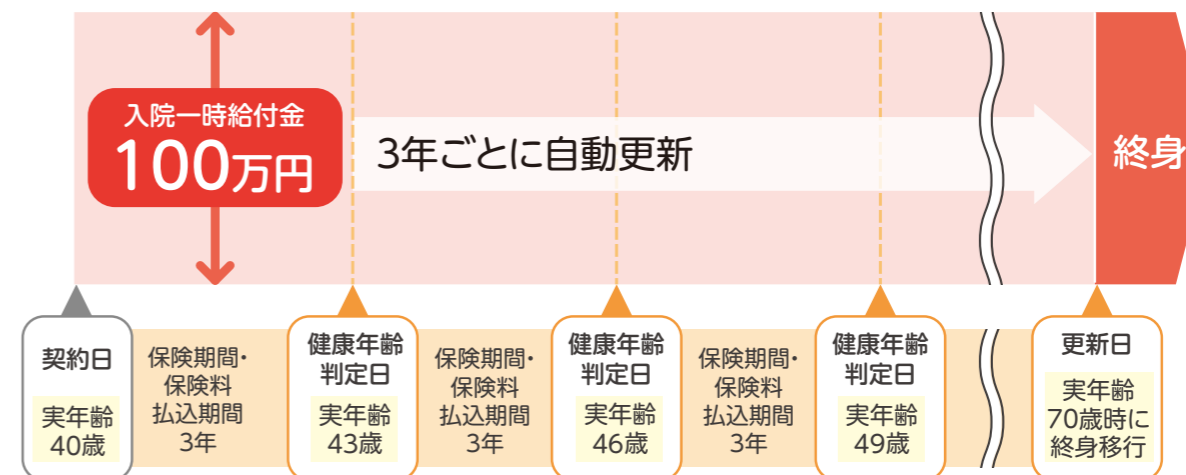 入院一時給付金
100万円
3年ごとに自動更新
終身
契約日
実年齢
40歳
保険期間・
保険料
払込期間
3年
健康年齢
判定日
実年齢
43歳
保険期間・
保険料
払込期間
3年
健康年齢
判定日
実年齢
46歳
保険期間・
保険料
払込期間
3年
健康年齢
判定日
実年齢
49歳
更新日
実年齢
70歳時に
終身移行